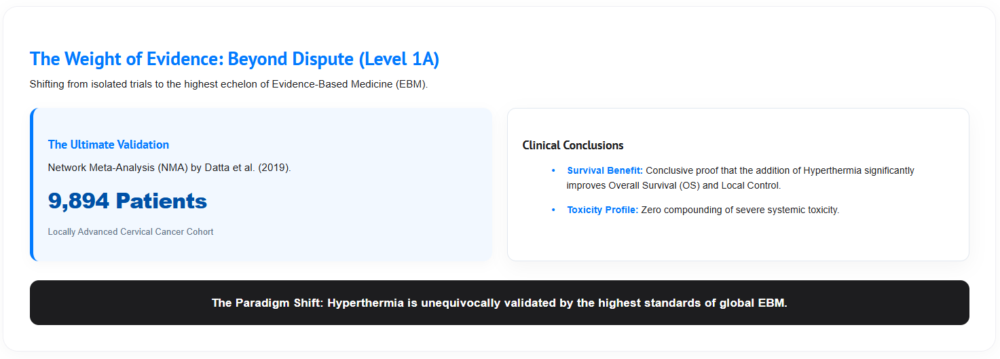 The Weight of Evidence: Beyond Dispute (Level 1A)
Shifting from isolated trials to the highest echelon of Evidence-Based Medicine (EBM).
The Ultimate Validation
Network Meta-Analysis (NMA) by Datta et al. (2019).
9,894 Patients
Locally Advanced Cervical Cancer Cohort
Clinical Conclusions
• Survival Benefit: Conclusive proof that the addition of Hyperthermia significantly
improves Overall Survival (OS) and Local Control.
• Toxicity Profile: Zero compounding of severe systemic toxicity.
The Paradigm Shift: Hyperthermia is unequivocally validated by the highest standards of global EBM.